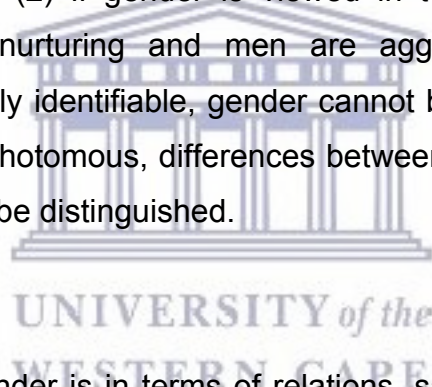 (2) if gender is viewed in t
nurturing and men are agg
ly identifiable, gender cannot b
hotomous, differences between
be distinguished.
UNIVERSITY of the
WESTERN CAPE
nder is in terms of relations, s